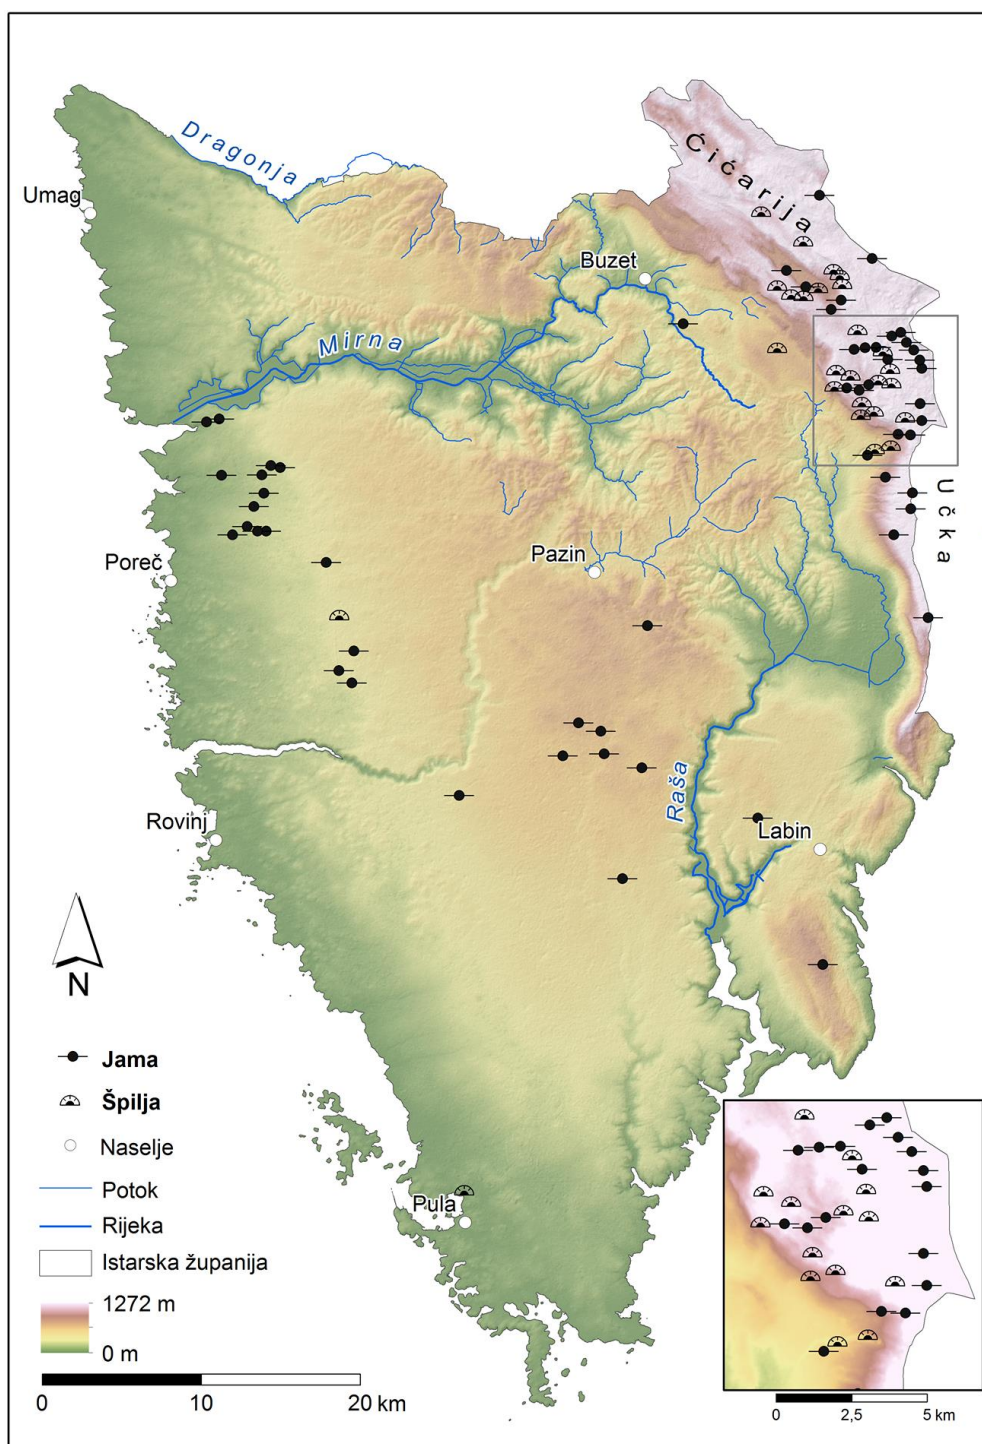 Dragonja
Ćićarija
Umag
Buzet
Mirna
Učka
Pazin
Poreč
Raša
Rovinj
Labin
N
Jama
Špilja
Naselje
Potok
Rijeka
Istarska županija
1272 m
0 m
0 10 20 km
Pula
0 2,5 5 km